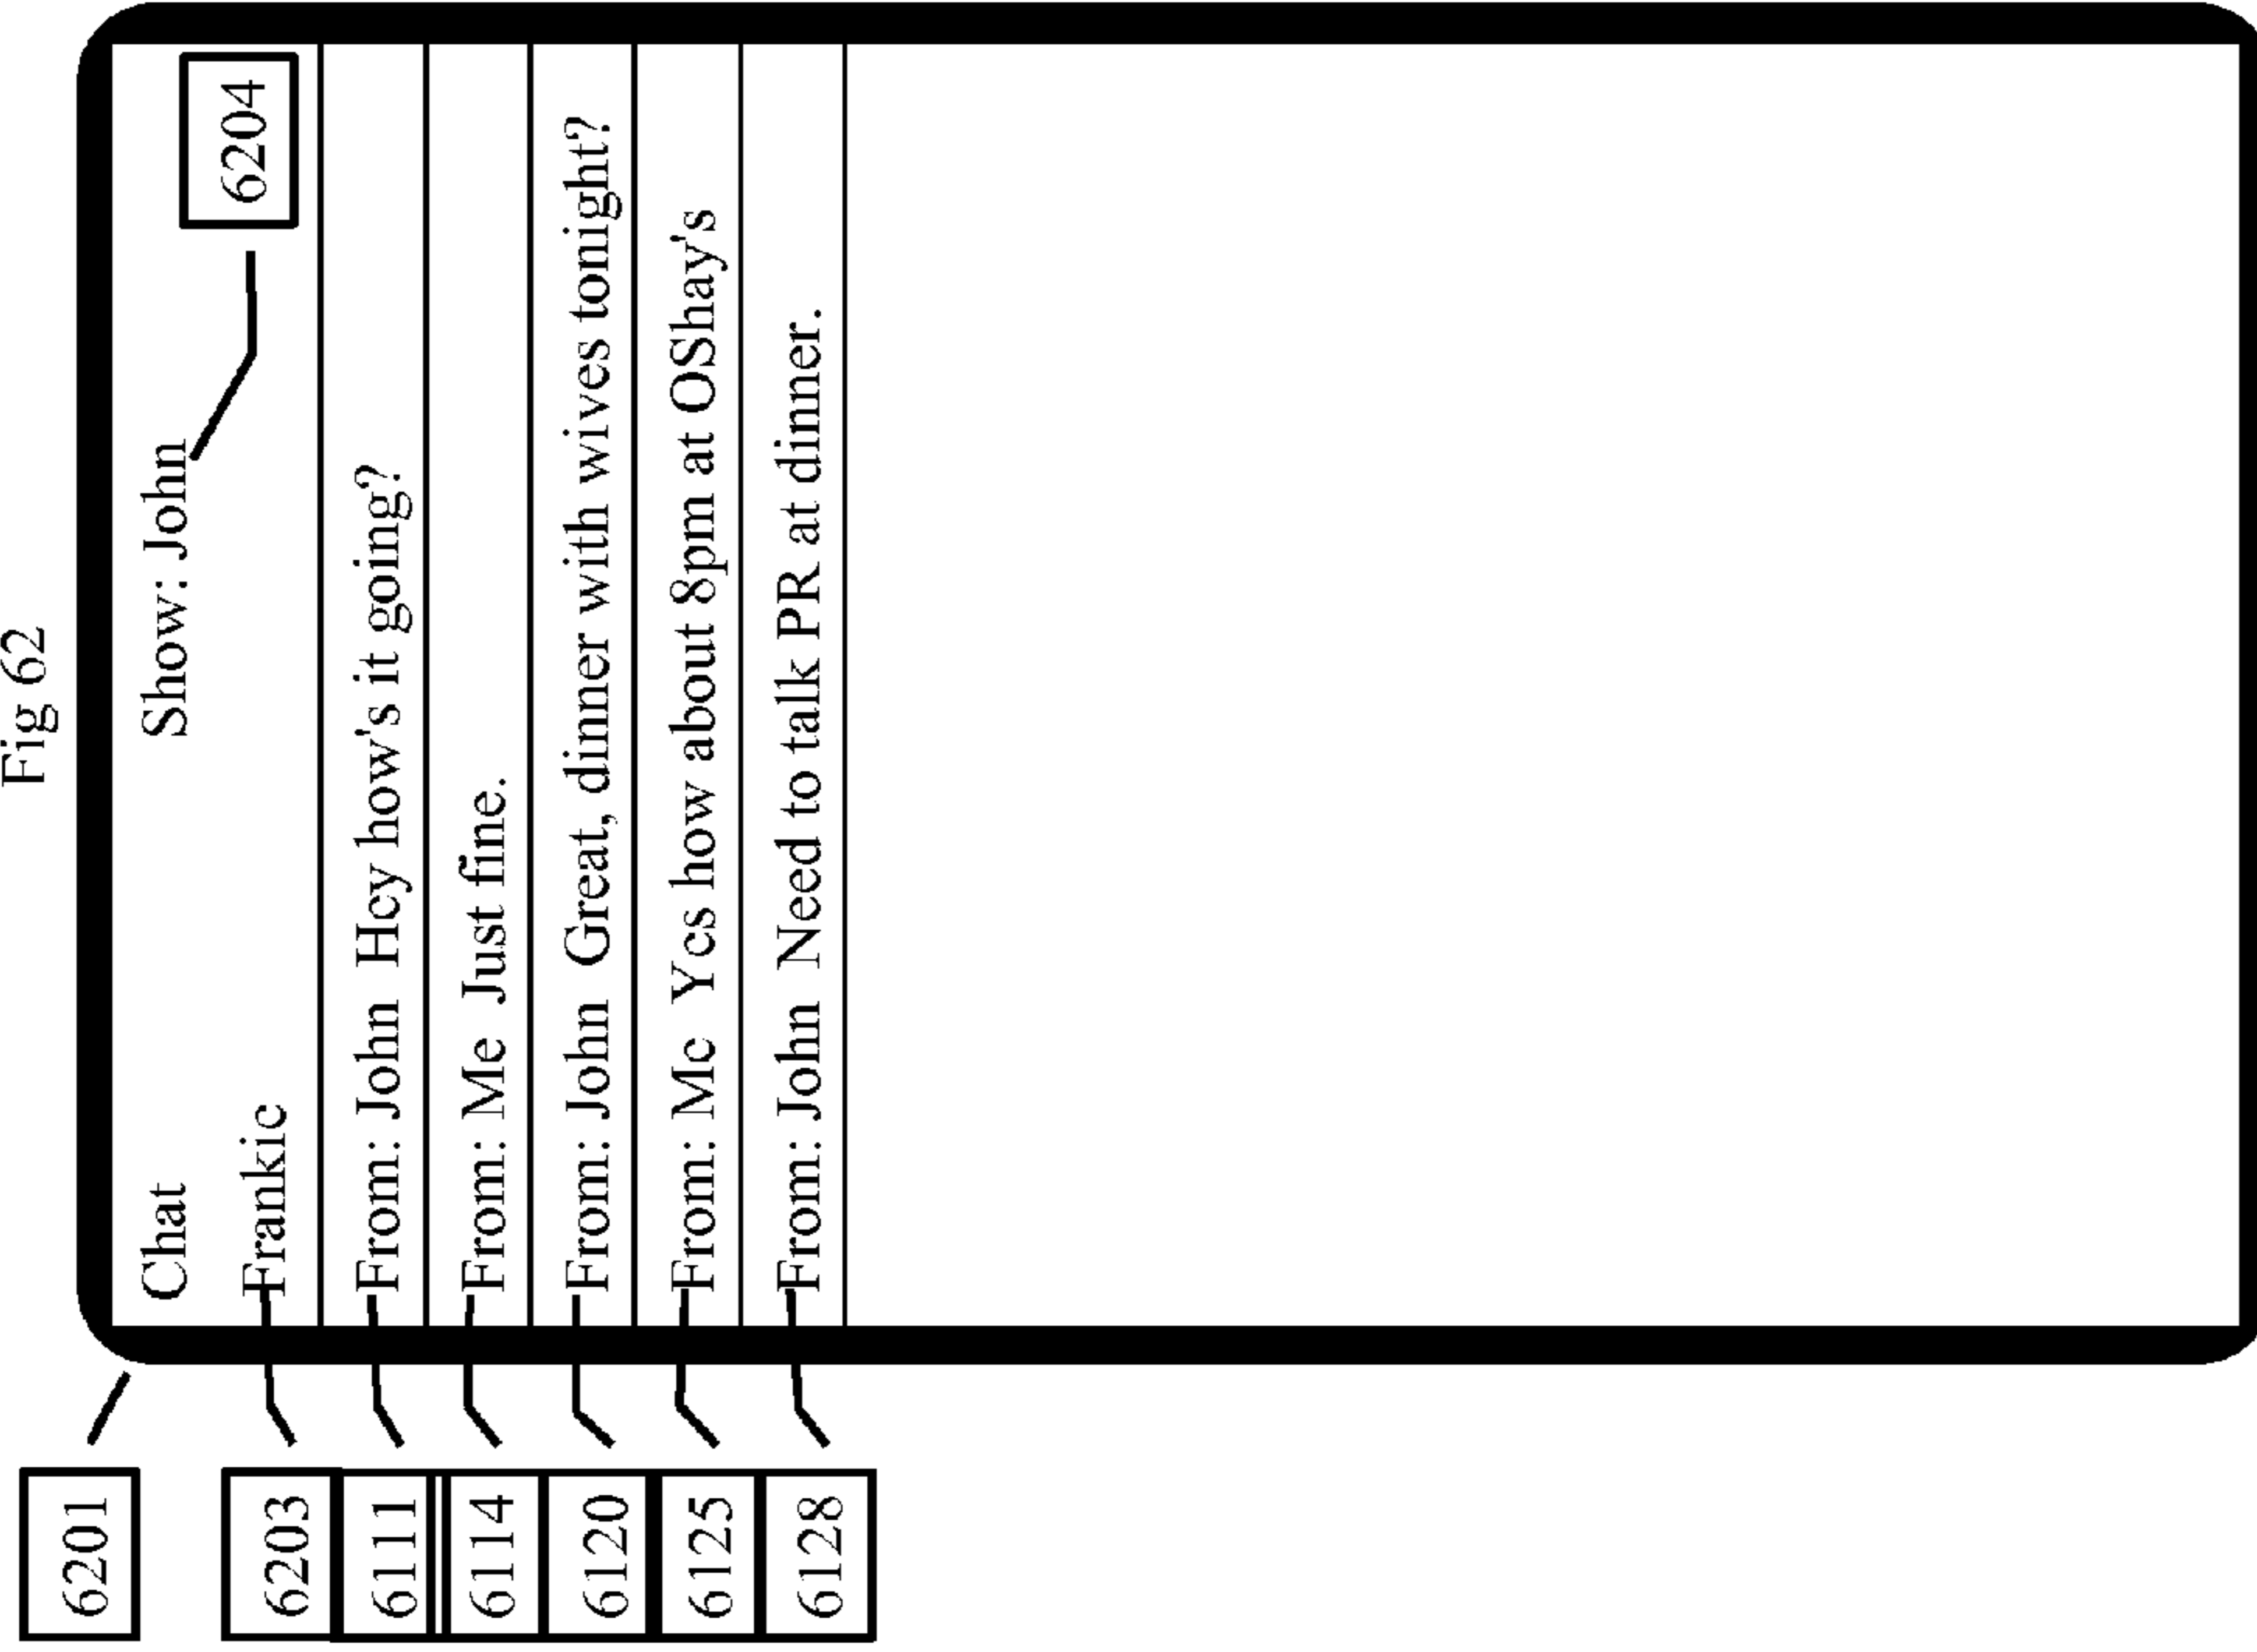 Fig 62
6201
Chat Show: John
6204
6203 Frankie
6111 From: John Hey how's it going?
6114 From: Me Just fine.
6120 From: John Great, dinner with wives tonight?
6125 From: Me Yes how about 8pm at OShay's
6128 From: John Need to talk PR at dinner.